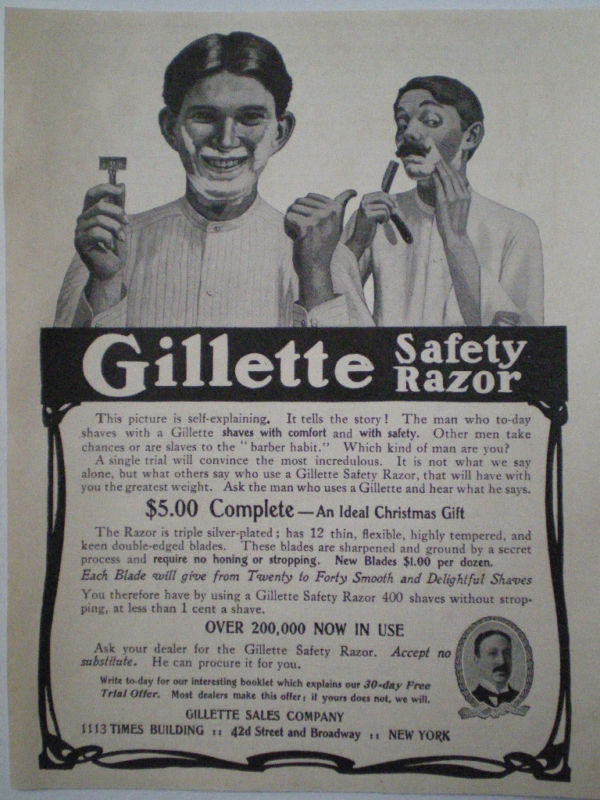 Gillette Safety Razor
This picture is self-explaining. It tells the story! The man who to-day
shaves with a Gillette shaves with comfort and with safety. Other men take
chances or are slaves to the "barber habit." Which kind of man are you?
A single trial will convince the most incredulous. It is not what we say
alone, but what others say who use a Gillette Safety Razor, that will have with
you the greatest weight. Ask the man who uses a Gillette and hear what he says.
$5.00 Complete—An Ideal Christmas Gift
The Razor is triple silver-plated; has 12 thin, flexible, highly tempered, and
keen double-edged blades. These blades are sharpened and ground by a secret
process and require no honing or stropping. New Blades $1.00 per dozen.
Each Blade will give from Twenty to Forty Smooth and Delightful Shaves
You therefore have by using a Gillette Safety Razor 400 shaves without strop-
ping, at less than 1 cent a shave.
OVER 200,000 NOW IN USE
Ask your dealer for the Gillette Safety Razor. Accept no
substitute. He can procure it for you.
Write to-day for our interesting booklet which explains our 30-day Free
Trial Offer. Most dealers make this offer; if yours does not, we will.
GILLETTE SALES COMPANY
1113 TIMES BUILDING :: 42d Street and Broadway :: NEW YORK